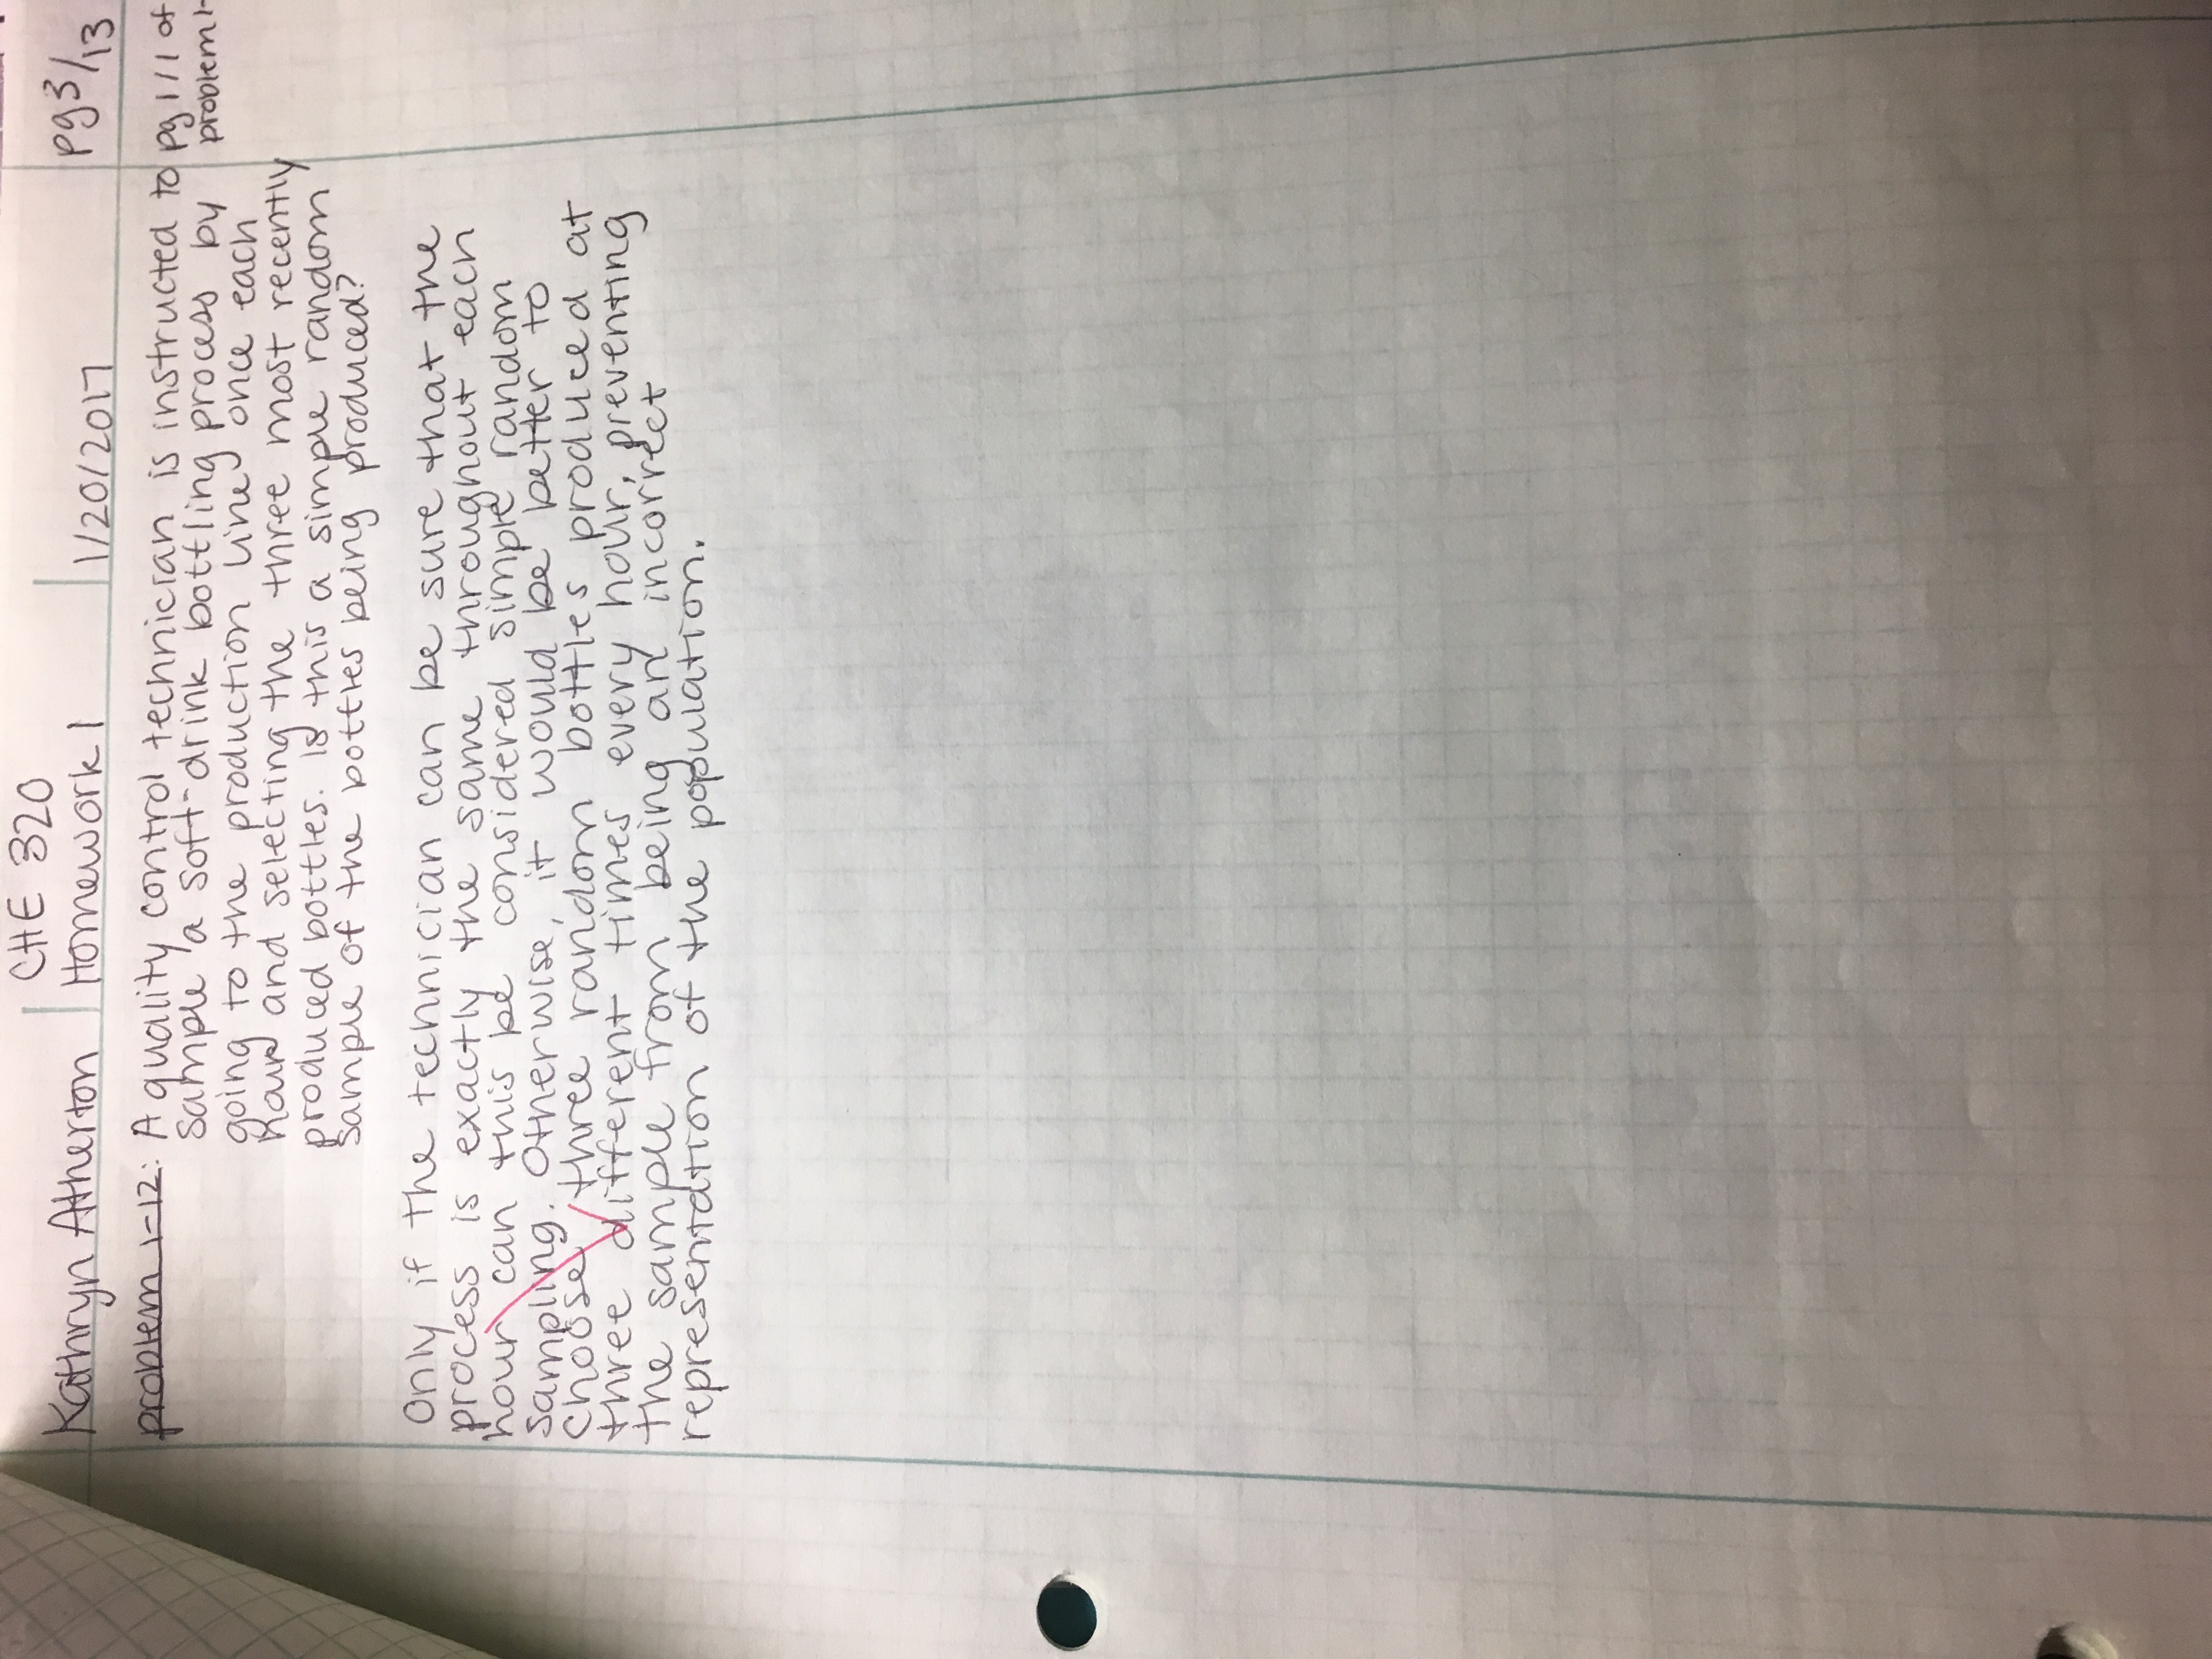 Kathryn Atherton
CHE 320
Homework 1
1/20/2017
pg3/13
problem 1-12: A quality control technician is instructed to
sample a soft-drink bottling process by
going to the production line once each
hour and selecting the three most recently
produced bottles. Is this a simple random
sample of the bottles being produced?
pg 1/1 of
problem 1-
Only if the technician can be sure that the
process is exactly the same throughout each
hour can this be considered simple random
sampling. Otherwise, it would be better to
choose three random bottles produced at
three different times every hour, preventing
the sample from being an incorrect
representation of the population.